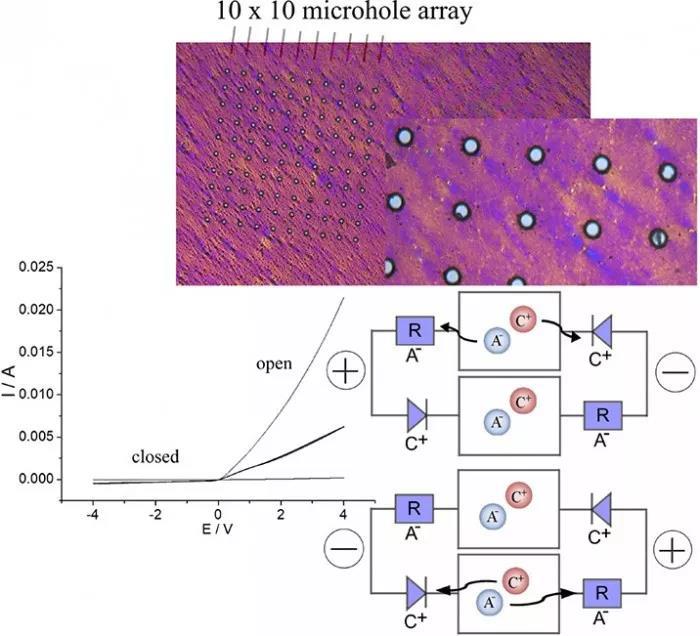 10 x 10 microhole array
0.025
0.020
0.015
0.010
0.005
0.000
I / A
open
closed
-4
-2
0
2
4
E / V
R
A⁻
C⁺
A⁻
C⁺
+
−
C⁺
C⁺
A⁻
R
A⁻
R
A⁻
C⁺
A⁻
C⁺
−
+
C⁺
C⁺
A⁻
R
A⁻